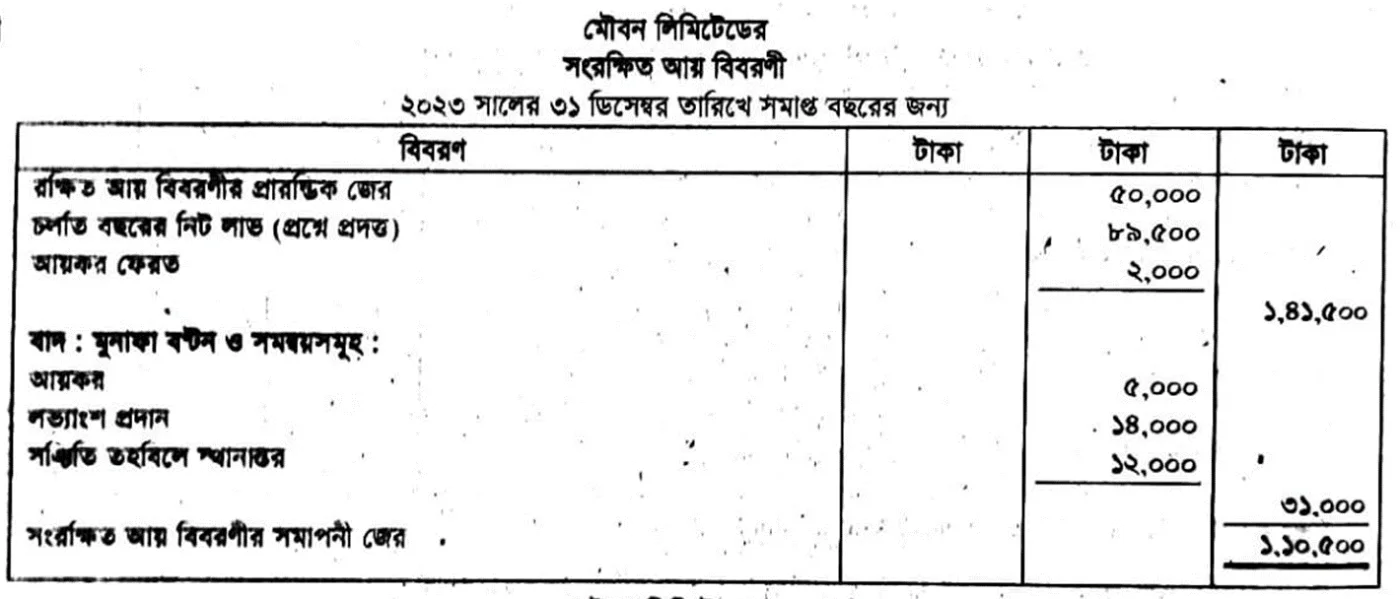 মৌবন লিমিটেডের
সংরক্ষিত আয় বিবরণী
২০২৩ সালের ৩১ ডিসেম্বর তারিখে সমাপ্ত বছরের জন্য
বিবরণ টাকা টাকা টাকা
রক্ষিত আয় বিবরণীর প্রারম্ভিক জের ৫০,০০০
চলতি বছরের নিট লাভ (প্রশ্নে প্রদত্ত) ৮৯,৫০০
আয়কর ফেরত ২,০০০
১,৪১,৫০০
বাদ : মুনাফা বণ্টন ও সমন্বয়সমূহ :
আয়কর ৫,০০০
লভ্যাংশ প্রদান ১৪,০০০
সঞ্চিতি তহবিলে স্থানান্তর ১২,০০০
৩১,০০০
সংরক্ষিত আয় বিবরণীর সমাপনী জের ১,১০,৫০০